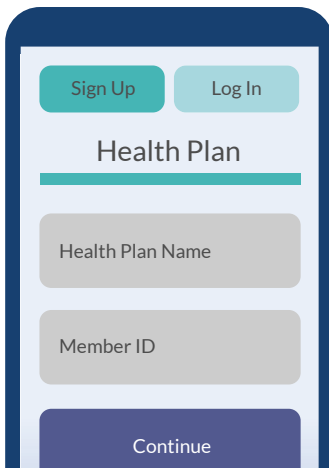 Sign Up
Log In
Health Plan
Health Plan Name
Member ID
Continue